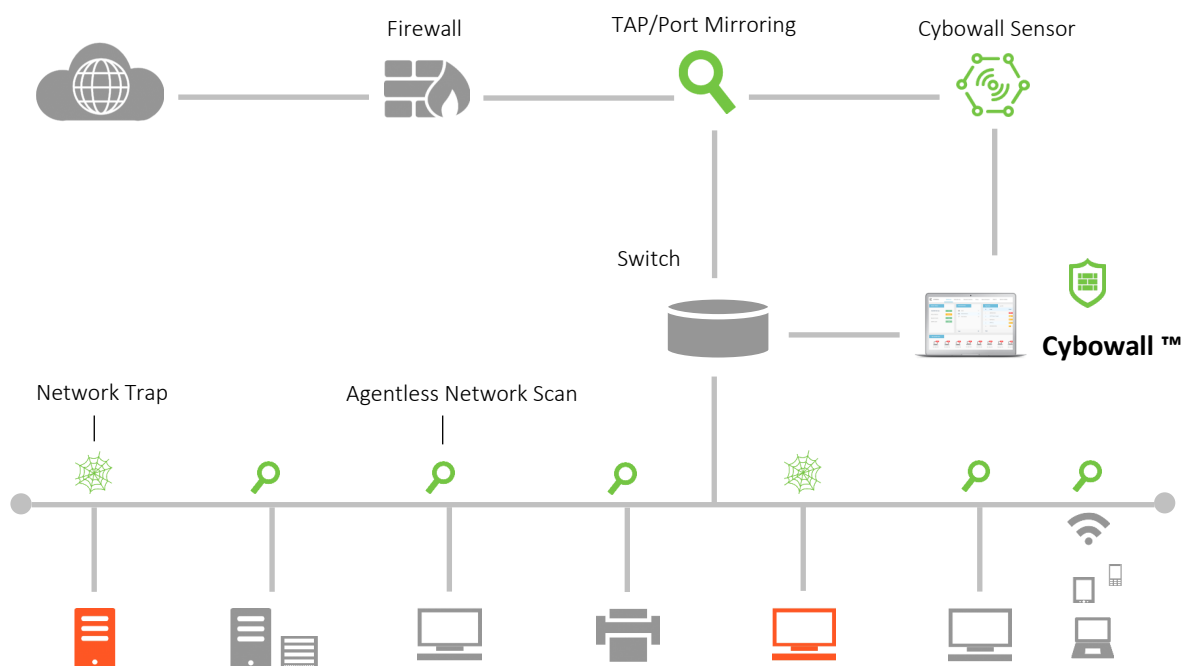 Firewall
TAP/Port Mirroring
Cybowall Sensor
Switch
Cybowall ™
Network Trap
Agentless Network Scan